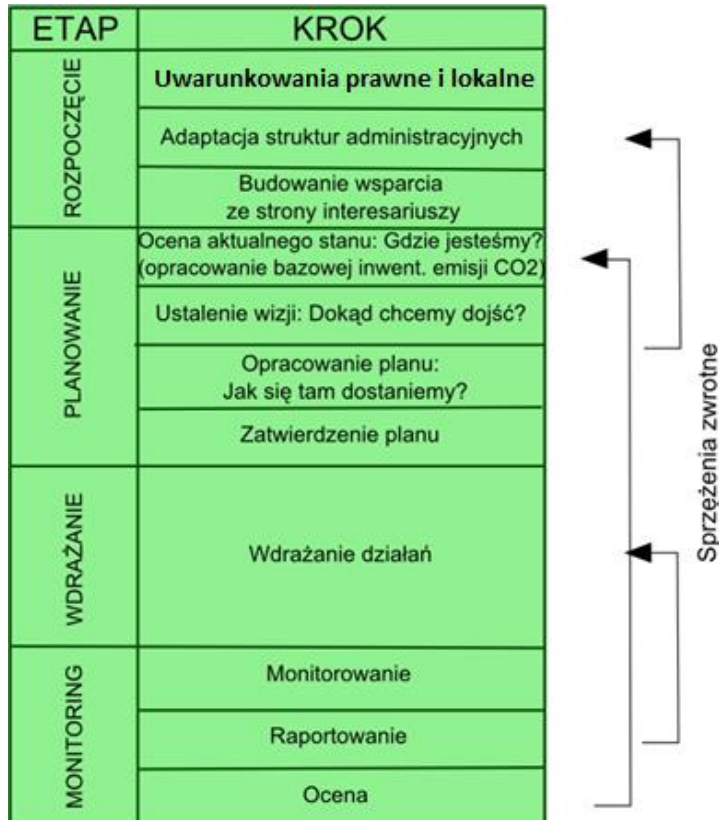 ETAP
KROK
ROZPOCZĘCIE
Uwarunkowania prawne i lokalne
Adaptacja struktur administracyjnych
Budowanie wsparcia
ze strony interesariuszy
PLANOWANIE
Ocena aktualnego stanu: Gdzie jesteśmy?
(opracowanie bazowej inwent. emisji CO2)
Ustalenie wizji: Dokąd chcemy dojść?
Opracowanie planu:
Jak się tam dostaniemy?
Zatwierdzenie planu
WDRAŻANIE
Wdrażanie działań
MONITORING
Monitorowanie
Raportowanie
Ocena
Sprzężenia zwrotne